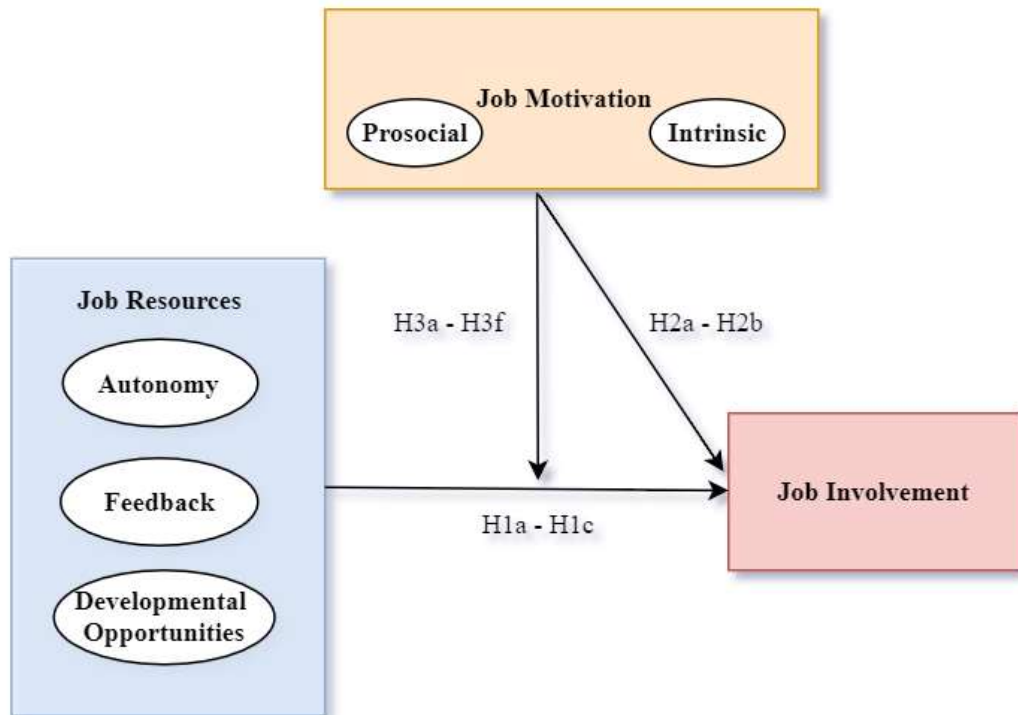 Job Motivation
Prosocial
Intrinsic
Job Resources
H3a - H3f
H2a - H2b
Autonomy
Feedback
Job Involvement
H1a - H1c
Developmental
Opportunities